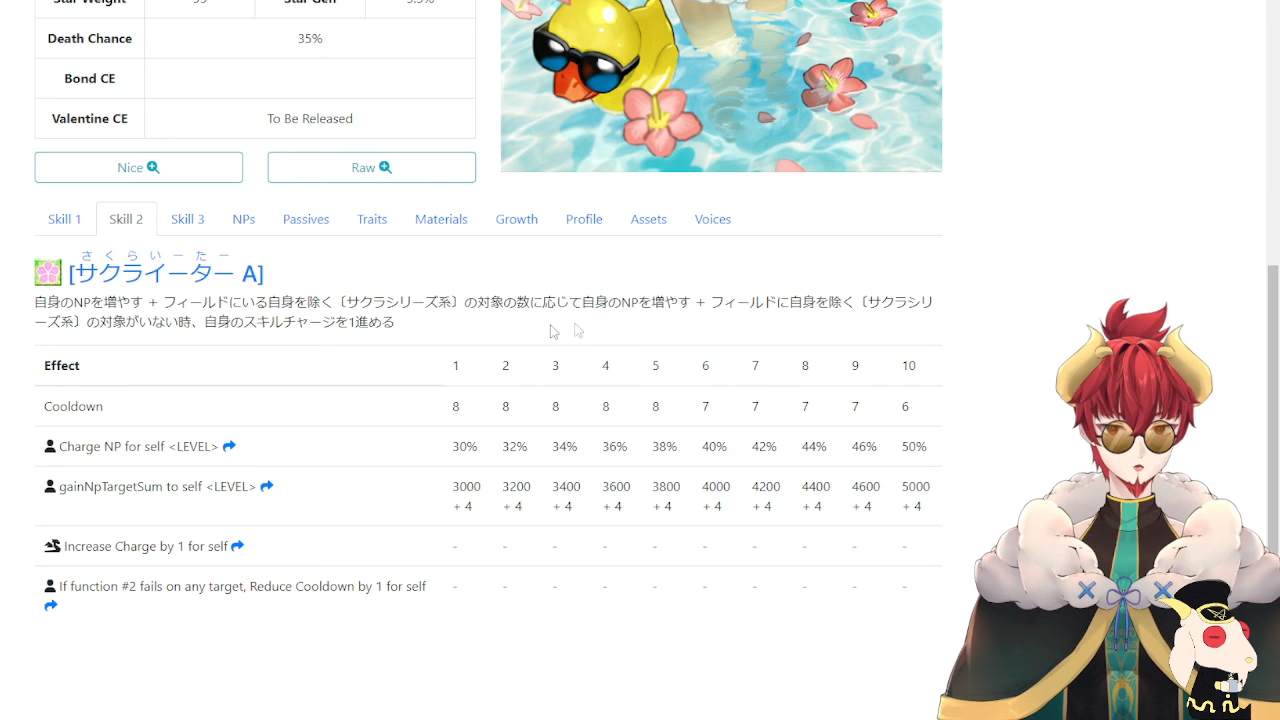 Death Chance 35%
Bond CE
Valentine CE To Be Released
Nice Raw
Skill 1 Skill 2 Skill 3 NPs Passives Traits Materials Growth Profile Assets Voices
さくらいーたー
[サクライーター A]
自身のNPを増やす + フィールドにいる自身を除く〔サクラシリーズ系〕の対象の数に応じて自身のNPを増やす + フィールドに自身を除く〔サクラシリ
ーズ系〕の対象がいない時、自身のスキルチャージを1進める
Effect 1 2 3 4 5 6 7 8 9 10
Cooldown 8 8 8 8 8 7 7 7 7 6
Charge NP for self <LEVEL> 30% 32% 34% 36% 38% 40% 42% 44% 46% 50%
gainNpTargetSum to self <LEVEL> 3000 3200 3400 3600 3800 4000 4200 4400 4600 5000
+ 4 + 4 + 4 + 4 + 4 + 4 + 4 + 4 + 4 + 4
Increase Charge by 1 for self - - - - - - - - - -
If function #2 fails on any target, Reduce Cooldown by 1 for self - - - - - - - - - -